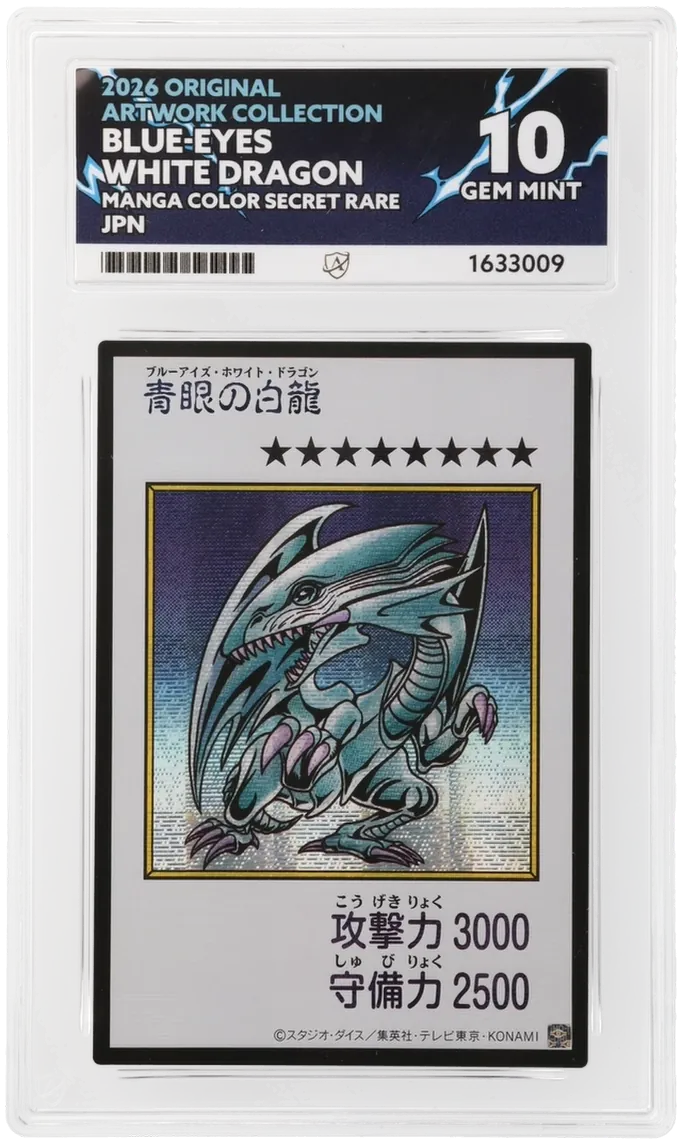 2026 ORIGINAL
ARTWORK COLLECTION
BLUE-EYES
WHITE DRAGON
MANGA COLOR SECRET RARE
JPN
10
GEM MINT
A
1633009
ブルーアイズ・ホワイト・ドラゴン
青眼の白龍
★★★★★★★★
こうげきりょく
攻撃力 3000
しゅびりょく
守備力 2500
©スタジオ・ダイス／集英社・テレビ東京・KONAMI